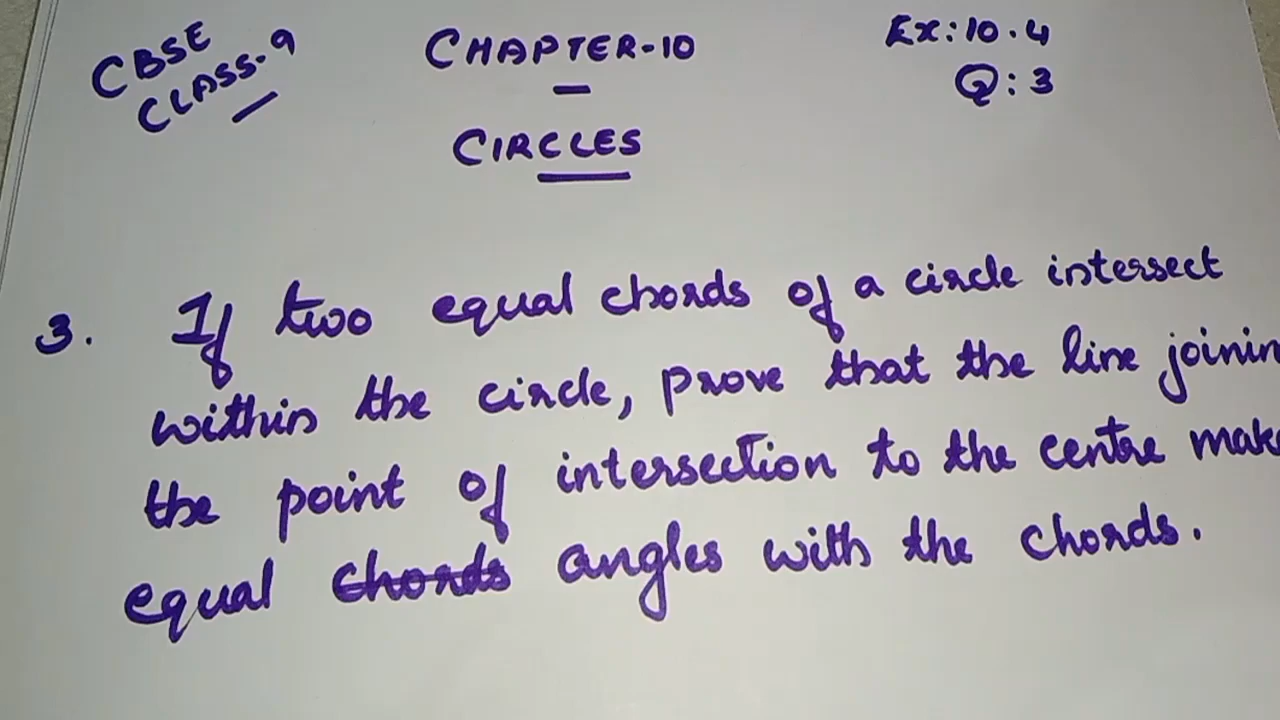 CBSE
CLASS-9
CHAPTER-10
CIRCLES
Ex: 10.4
Q: 3
3. If two equal chords of a circle intersect
within the circle, prove that the line joinin
the point of intersection to the centre make
equal chords angles with the chords.